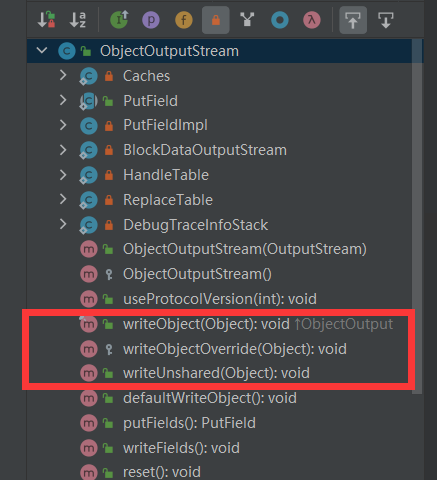 ObjectOutputStream
Caches
PutField
PutFieldImpl
BlockDataOutputStream
HandleTable
ReplaceTable
DebugTraceInfoStack
ObjectOutputStream(OutputStream)
ObjectOutputStream()
useProtocolVersion(int): void
writeObject(Object): void ↑ObjectOutput
writeObjectOverride(Object): void
writeUnshared(Object): void
defaultWriteObject(): void
putFields(): PutField
writeFields(): void
reset(): void